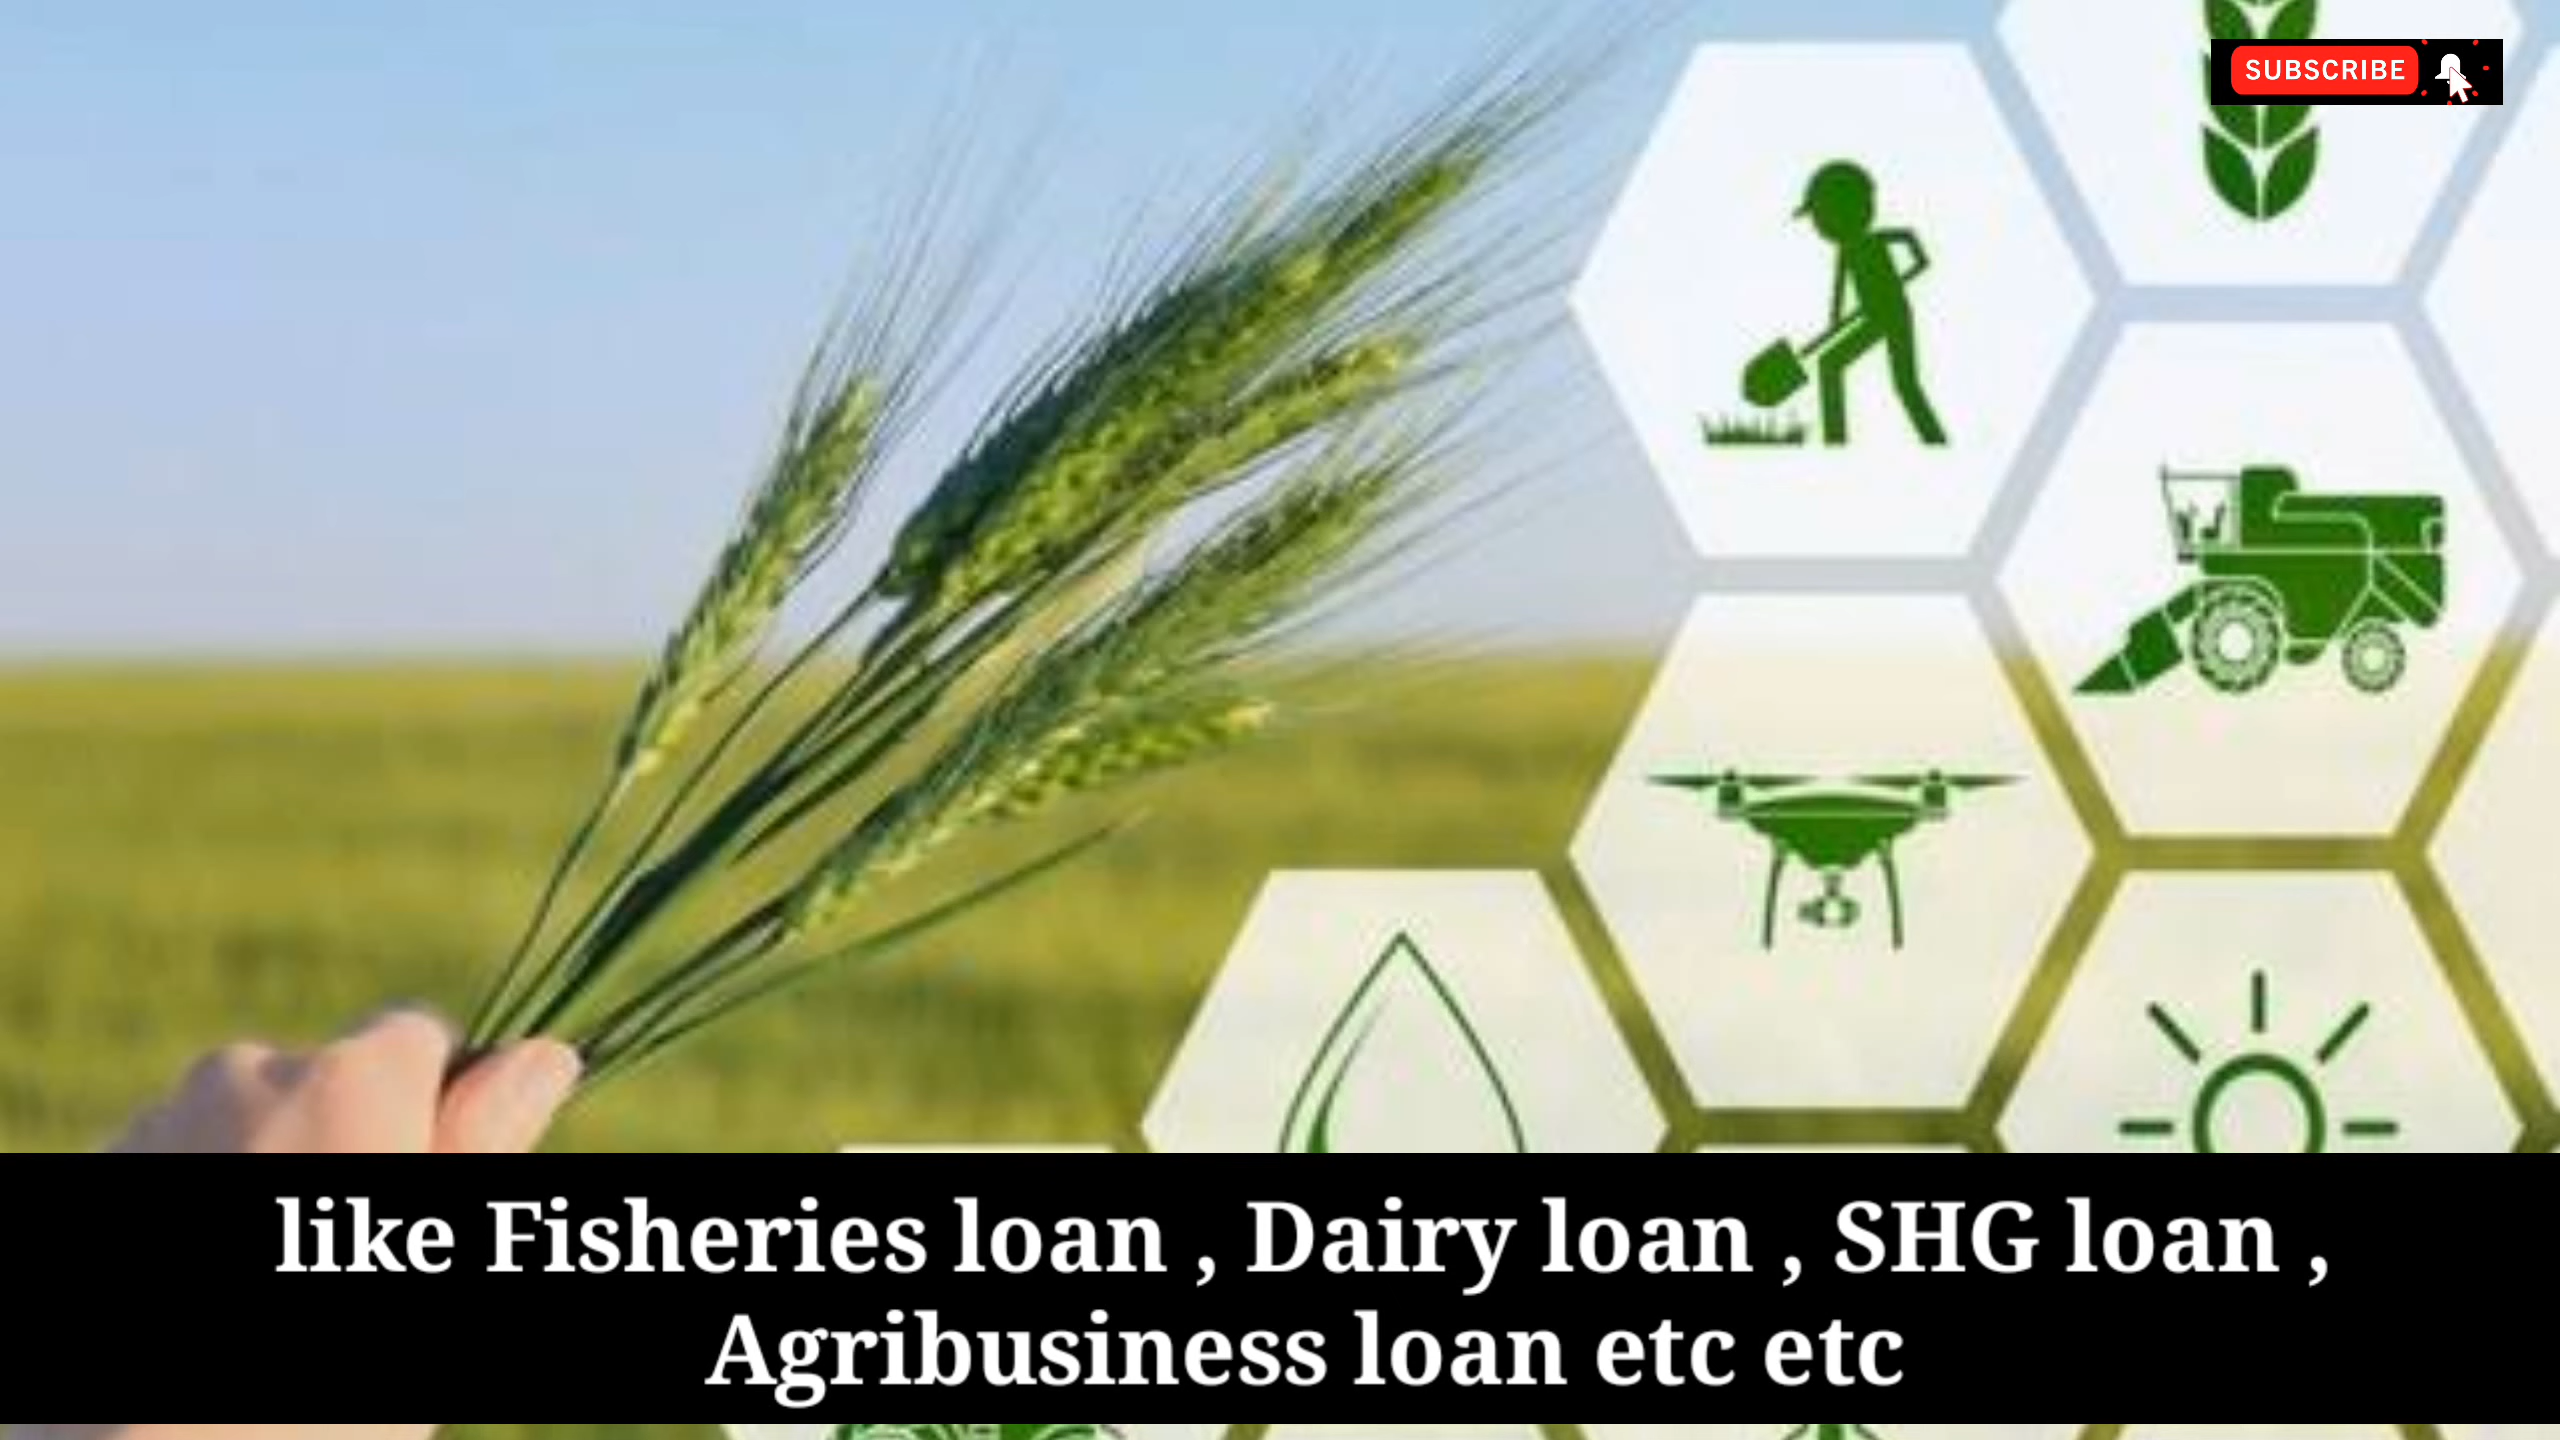 SUBSCRIBE
like Fisheries loan , Dairy loan , SHG loan ,
Agribusiness loan etc etc